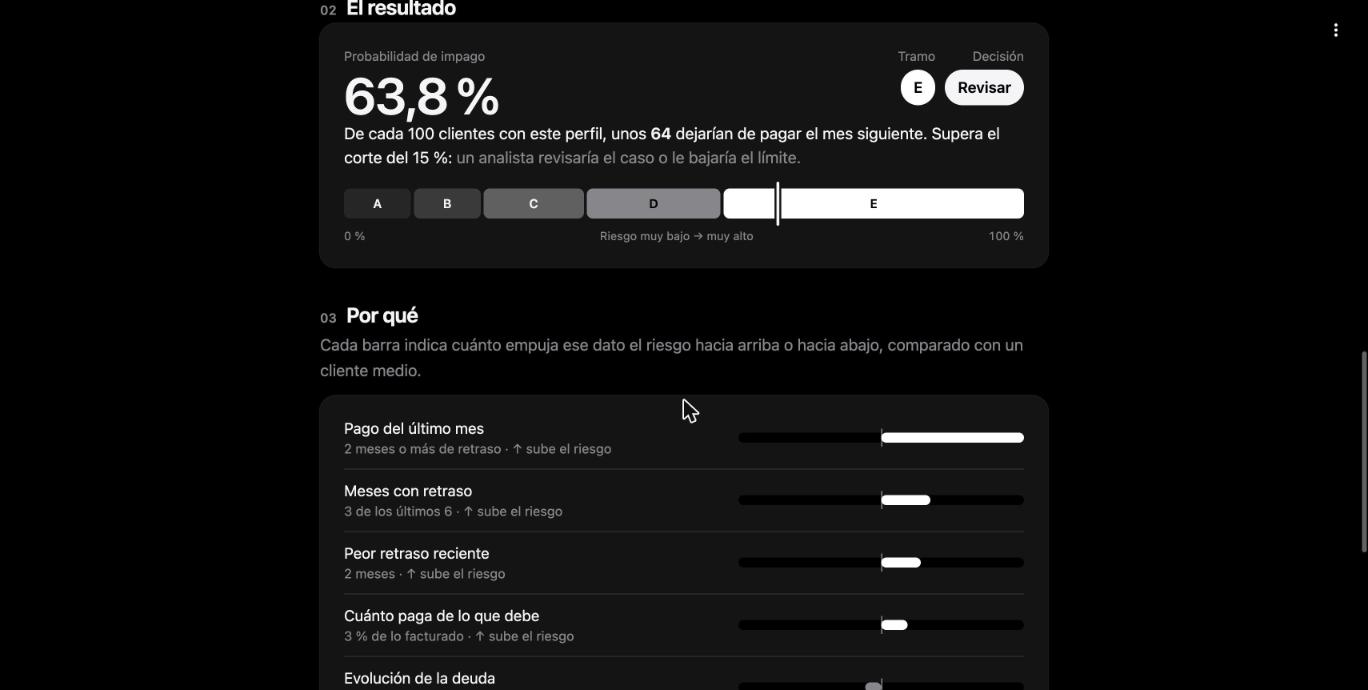 02 El resultado
Probabilidad de impago
Tramo
Decisión
63,8 %
E
Revisar
De cada 100 clientes con este perfil, unos 64 dejarían de pagar el mes siguiente. Supera el
corte del 15 %: un analista revisaría el caso o le bajaría el límite.
A
B
C
D
E
0 %
Riesgo muy bajo → muy alto
100 %
03 Por qué
Cada barra indica cuánto empuja ese dato el riesgo hacia arriba o hacia abajo, comparado con un
cliente medio.
Pago del último mes
2 meses o más de retraso · ↑ sube el riesgo
Meses con retraso
3 de los últimos 6 · ↑ sube el riesgo
Peor retraso reciente
2 meses · ↑ sube el riesgo
Cuánto paga de lo que debe
3 % de lo facturado · ↑ sube el riesgo
Evolución de la deuda